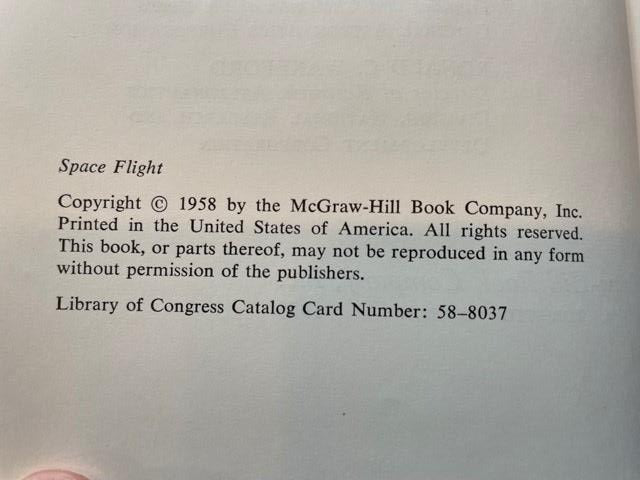 Space Flight
Copyright © 1958 by the McGraw-Hill Book Company, Inc.
Printed in the United States of America. All rights reserved.
This book, or parts thereof, may not be reproduced in any form
without permission of the publishers.
Library of Congress Catalog Card Number: 58–8037